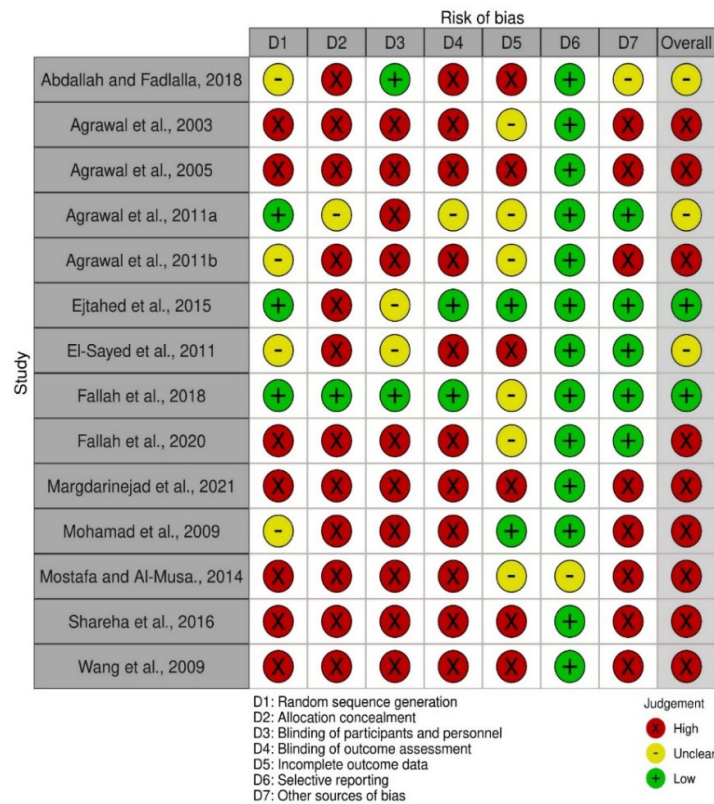 Risk of bias
D1 D2 D3 D4 D5 D6 D7 Overall
Study
Abdallah and Fadlalla, 2018 - X + X X + - -
Agrawal et al., 2003 X X X X - + X X
Agrawal et al., 2005 X X X X X + X X
Agrawal et al., 2011a + - X - - + + -
Agrawal et al., 2011b - X X X - + X X
Ejtahed et al., 2015 + X - + + + + +
El-Sayed et al., 2011 - X - X X + + -
Fallah et al., 2018 + + + + - + + +
Fallah et al., 2020 X X X X - + + X
Margdarinejad et al., 2021 X X X X X + X X
Mohamad et al., 2009 - X X X + + X X
Mostafa and Al-Musa., 2014 X X X X - - X X
Shareha et al., 2016 X X X X X + X X
Wang et al., 2009 X X X X X + X X
D1: Random sequence generation
D2: Allocation concealment
D3: Blinding of participants and personnel
D4: Blinding of outcome assessment
D5: Incomplete outcome data
D6: Selective reporting
D7: Other sources of bias
Judgement
X High
- Unclear
+ Low